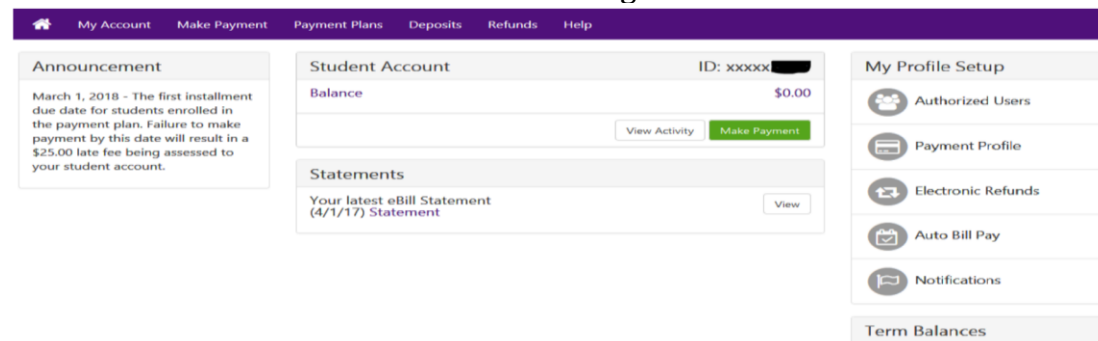 My Account Make Payment Payment Plans Deposits Refunds Help
Announcement
March 1, 2018 - The first installment
due date for students enrolled in
the payment plan. Failure to make
payment by this date will result in a
$25.00 late fee being assessed to
your student account.
Student Account ID: xxxxx
Balance $0.00
View Activity Make Payment
Statements
Your latest eBill Statement
(4/1/17) Statement View
My Profile Setup
Authorized Users
Payment Profile
Electronic Refunds
Auto Bill Pay
Notifications
Term Balances